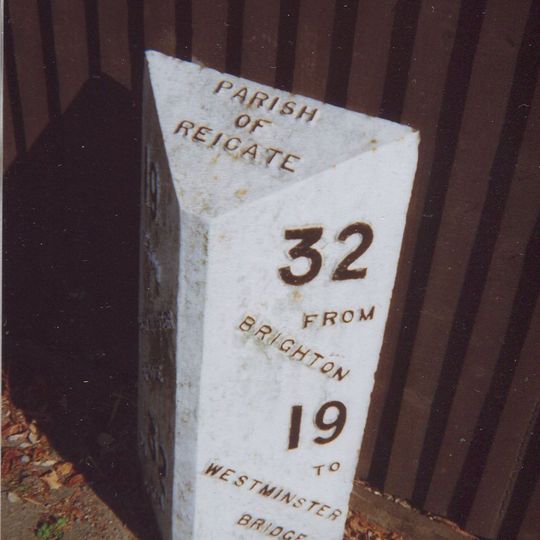 PARISH
OF
REIGATE
32
FROM
BRIGHTON
19
TO
WESTMINSTER
BRIDGE